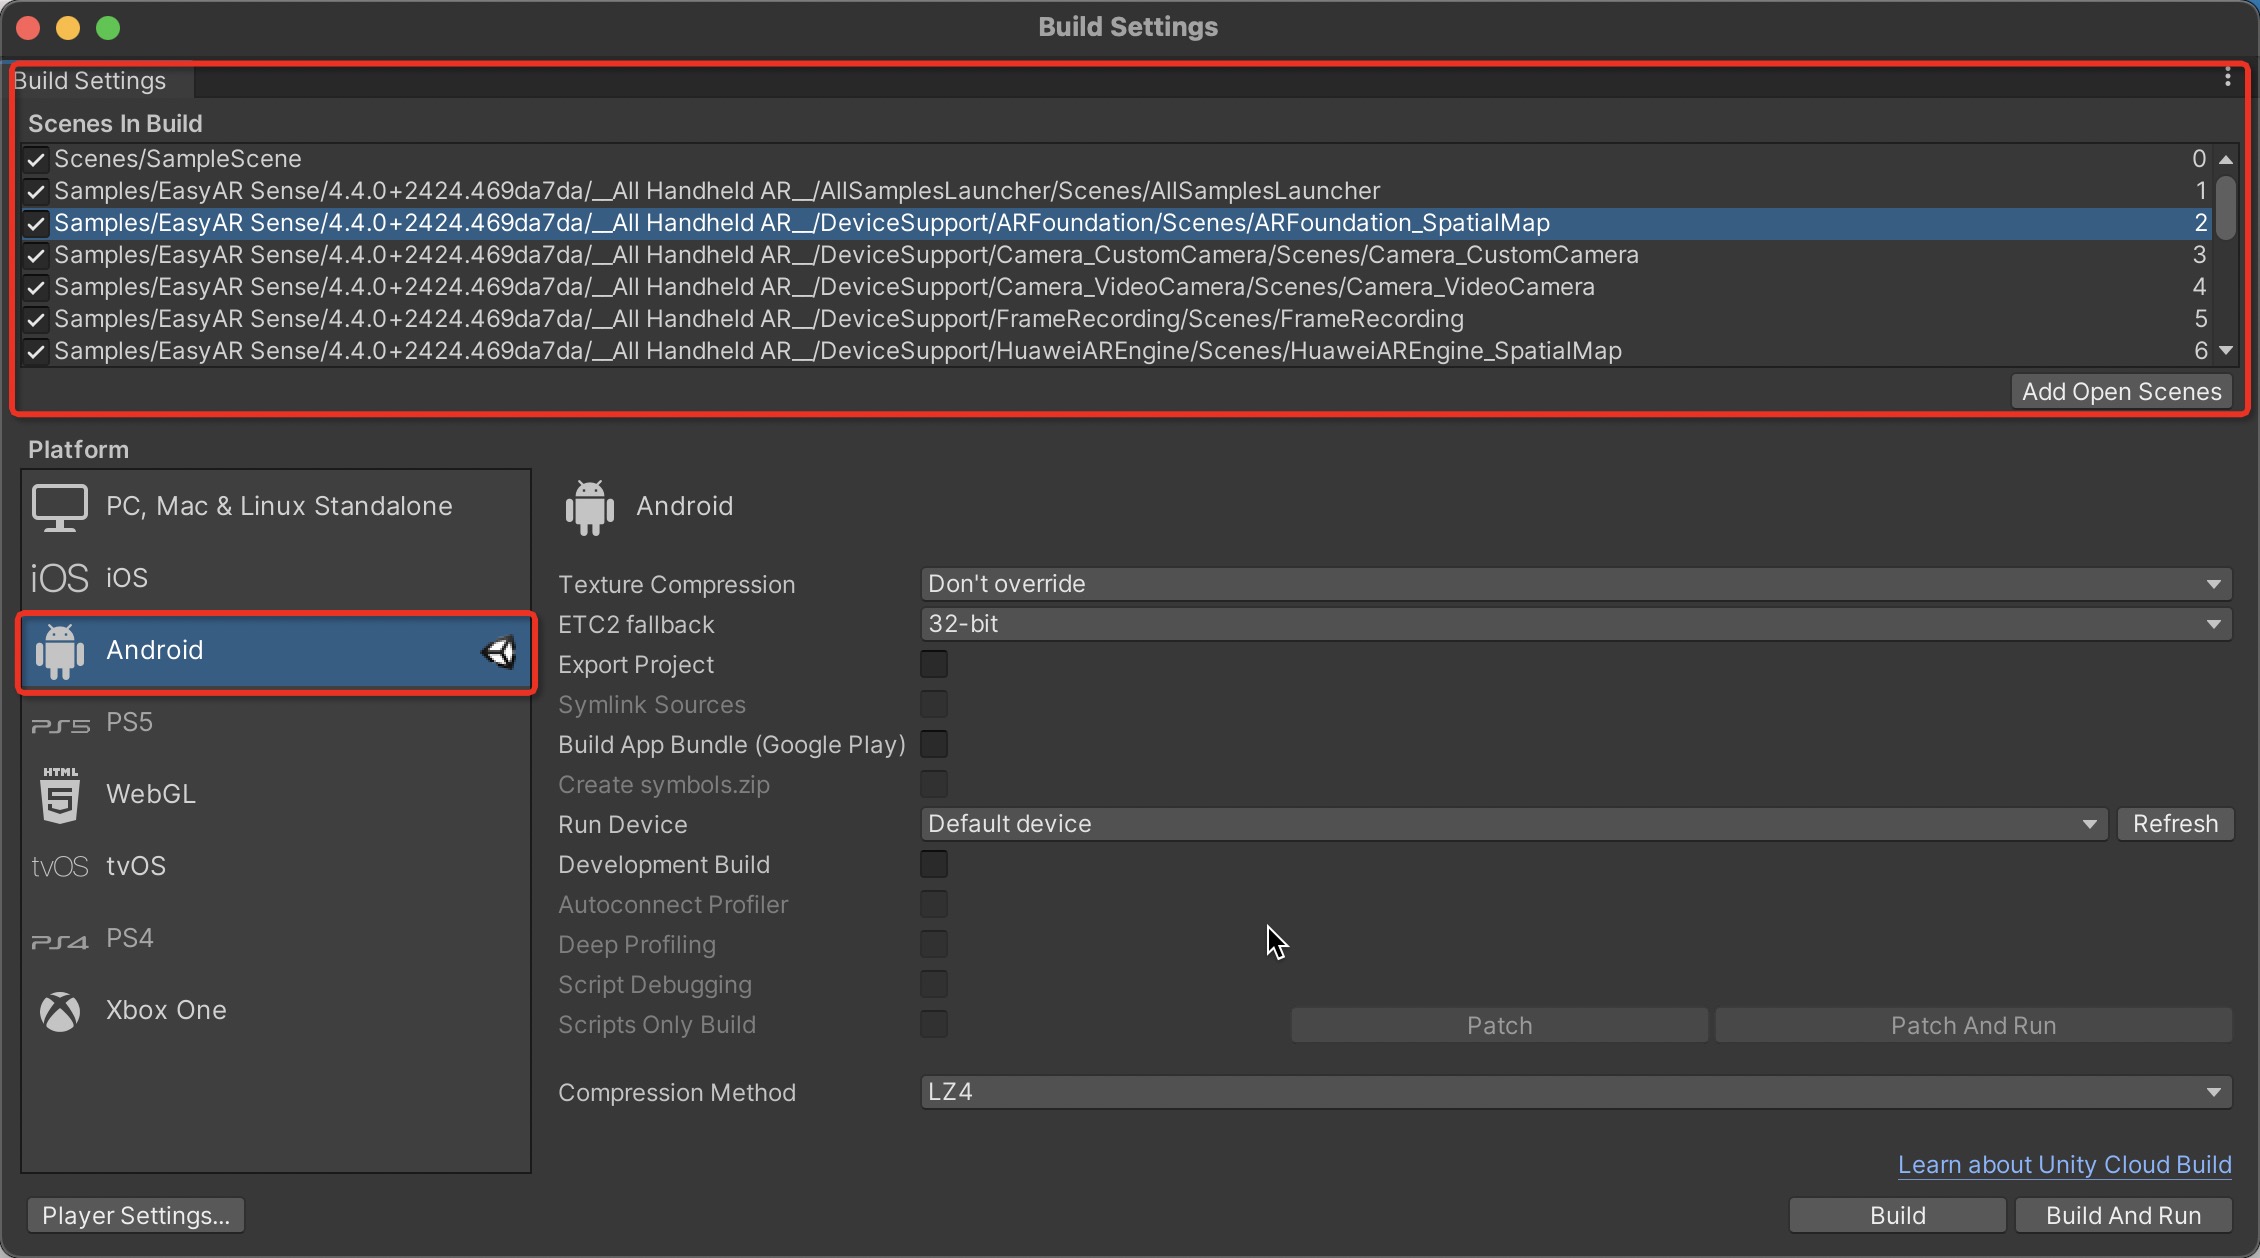 Build Settings
Build Settings
Scenes In Build
Scenes/SampleScene 0
Samples/EasyAR Sense/4.4.0+2424.469da7da/__All Handheld AR__/AllSamplesLauncher/Scenes/AllSamplesLauncher 1
Samples/EasyAR Sense/4.4.0+2424.469da7da/__All Handheld AR__/DeviceSupport/ARFoundation/Scenes/ARFoundation_SpatialMap 2
Samples/EasyAR Sense/4.4.0+2424.469da7da/__All Handheld AR__/DeviceSupport/Camera_CustomCamera/Scenes/Camera_CustomCamera 3
Samples/EasyAR Sense/4.4.0+2424.469da7da/__All Handheld AR__/DeviceSupport/Camera_VideoCamera/Scenes/Camera_VideoCamera 4
Samples/EasyAR Sense/4.4.0+2424.469da7da/__All Handheld AR__/DeviceSupport/FrameRecording/Scenes/FrameRecording 5
Samples/EasyAR Sense/4.4.0+2424.469da7da/__All Handheld AR__/DeviceSupport/HuaweiAREngine/Scenes/HuaweiAREngine_SpatialMap 6
Add Open Scenes
Platform
PC, Mac & Linux Standalone
iOS iOS
Android
PS5 PS5
HTML 5 WebGL
tvOS tvOS
PS4 PS4
Xbox One
Android
Texture Compression Don't override
ETC2 fallback 32-bit
Export Project
Symlink Sources
Build App Bundle (Google Play)
Create symbols.zip
Run Device Default device Refresh
Development Build
Autoconnect Profiler
Deep Profiling
Script Debugging
Scripts Only Build Patch Patch And Run
Compression Method LZ4
Learn about Unity Cloud Build
Player Settings... Build Build And Run